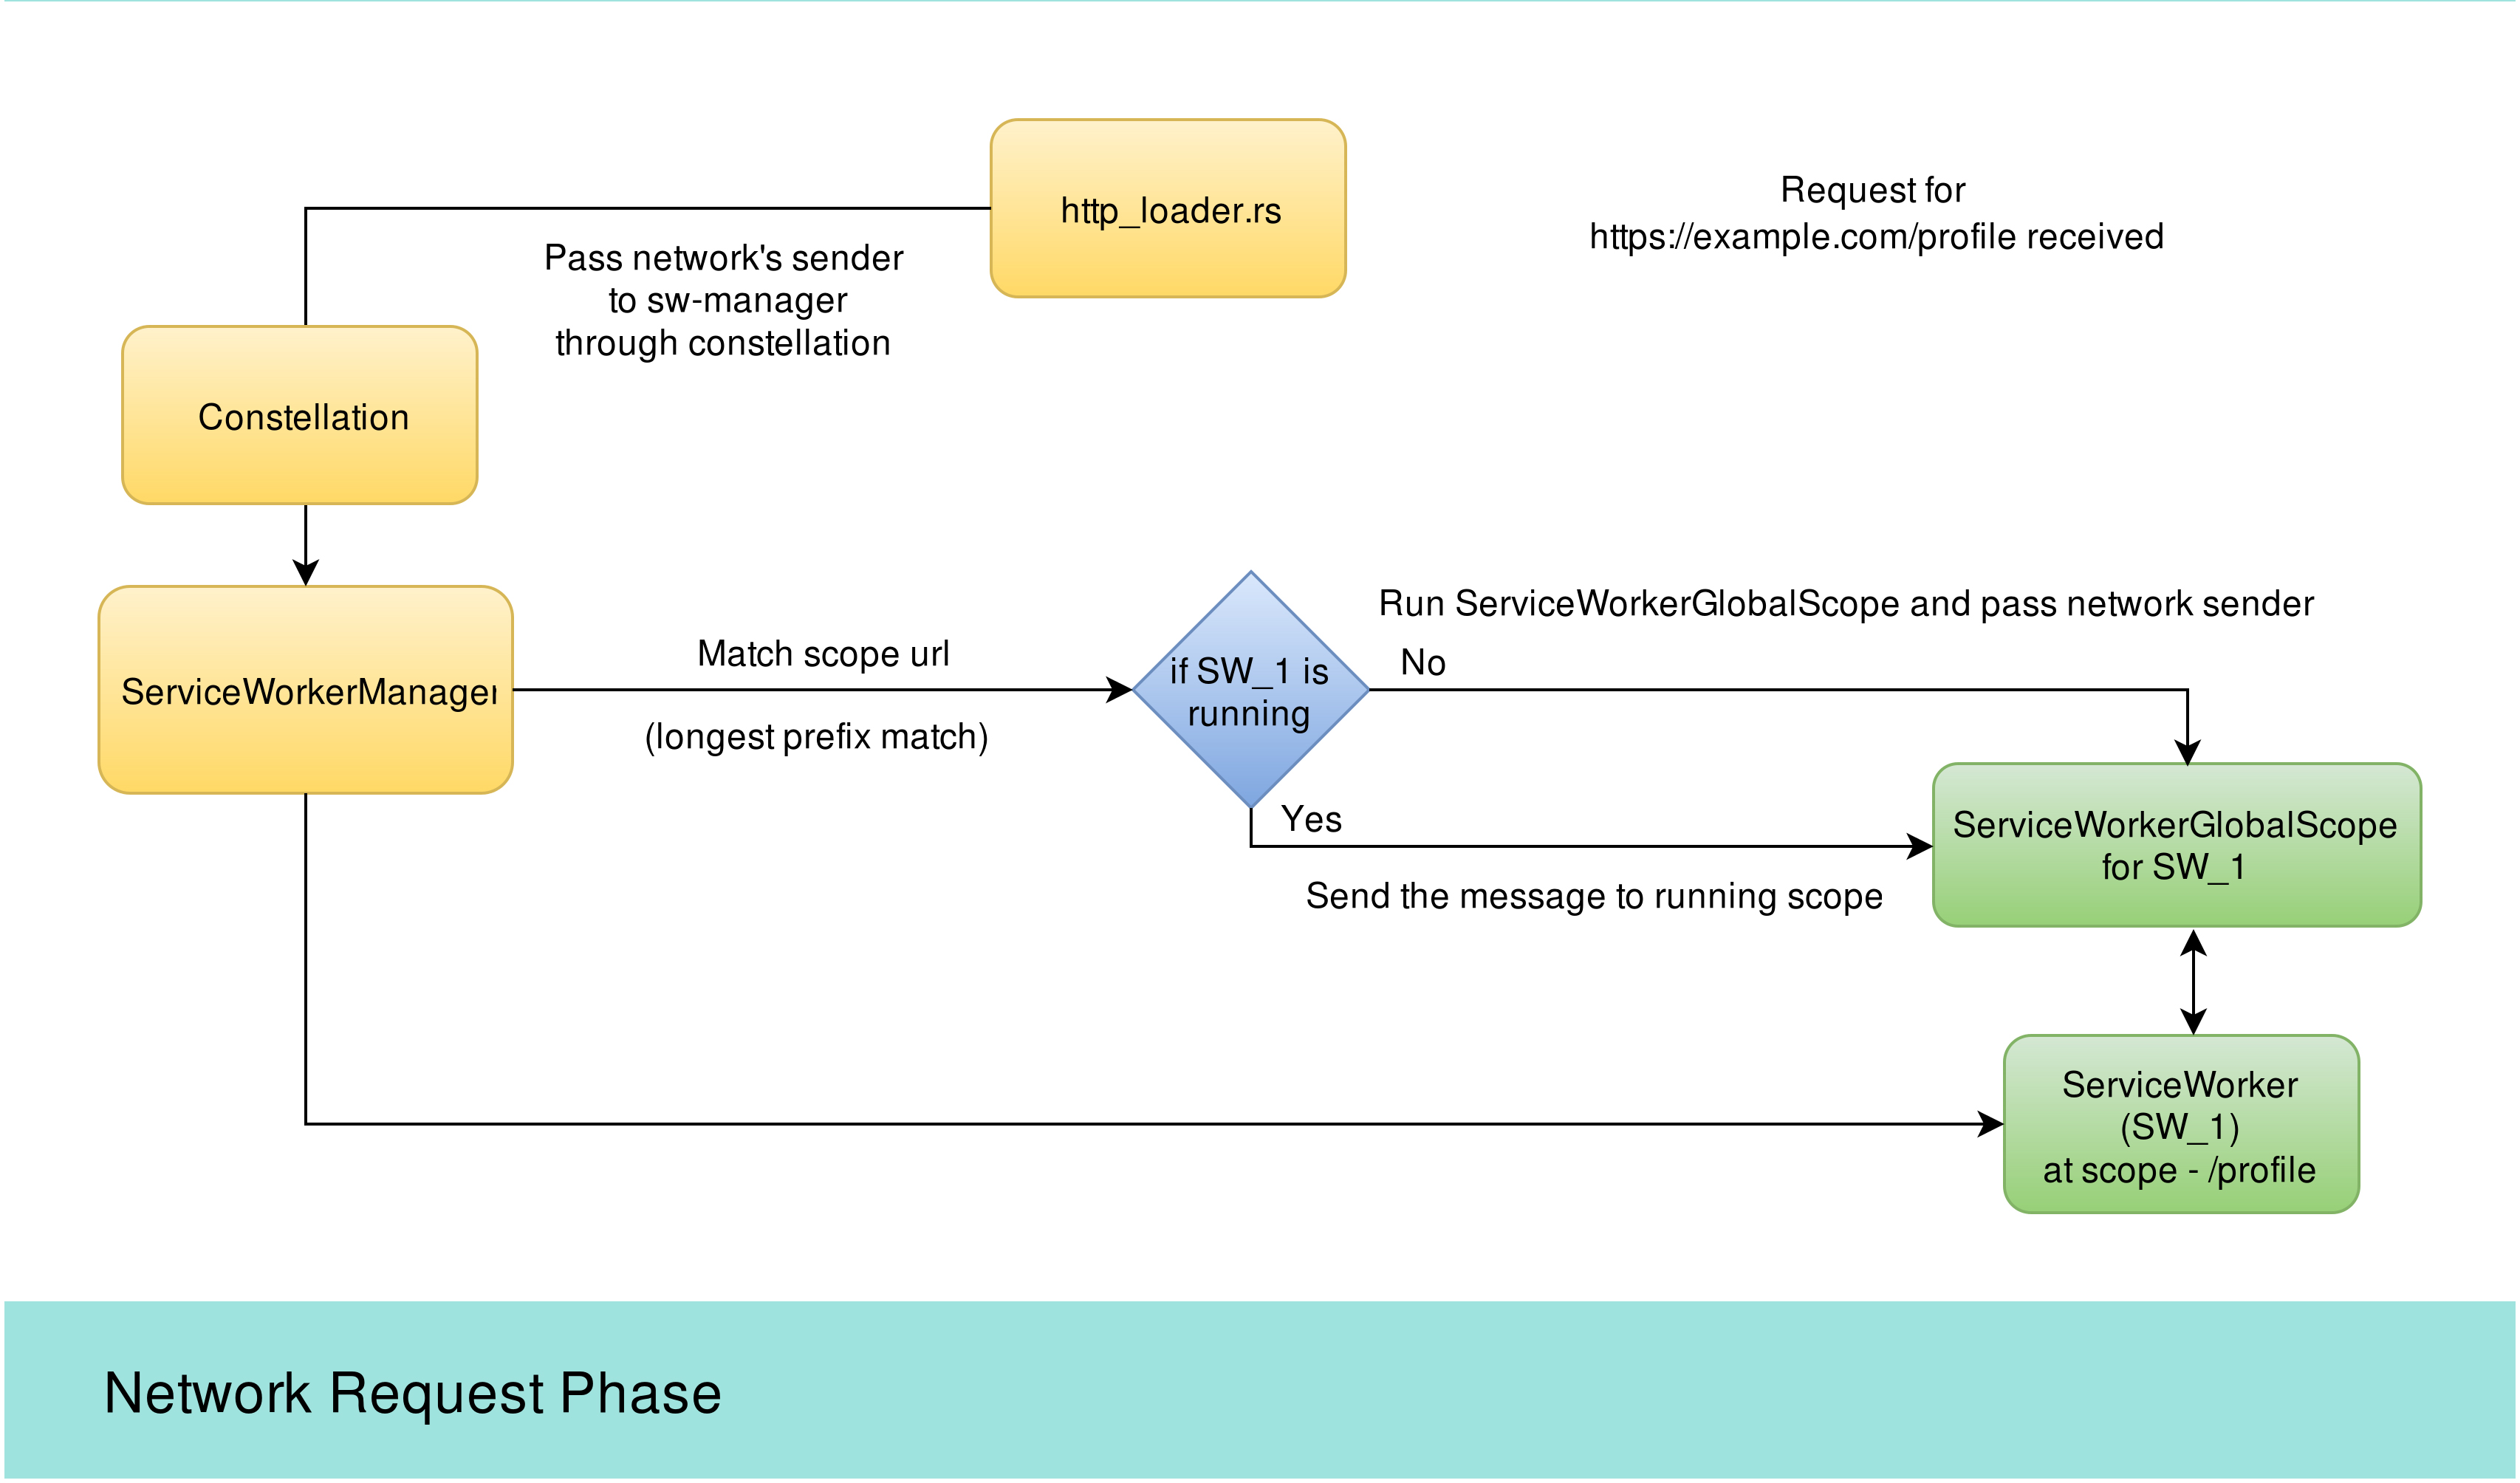 http_loader.rs
Request for
https://example.com/profile received
Pass network's sender
to sw-manager
through constellation
Constellation
Run ServiceWorkerGlobalScope and pass network sender
Match scope url
No
if SW_1 is
running
ServiceWorkerManager
(longest prefix match)
Yes
ServiceWorkerGlobalScope
for SW_1
Send the message to running scope
ServiceWorker
(SW_1)
at scope - /profile
Network Request Phase